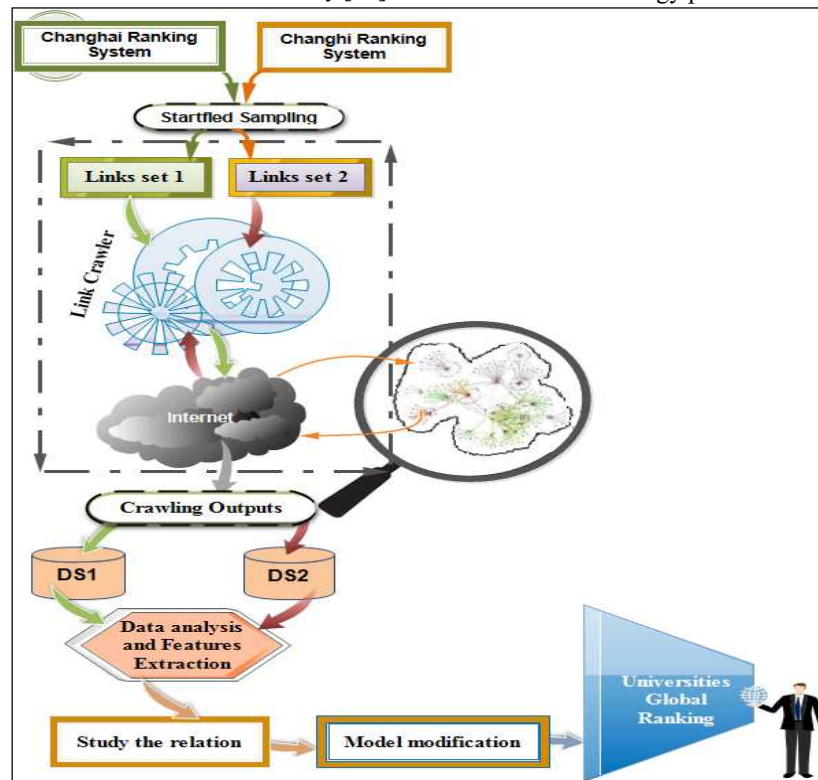 Changhai Ranking
System
Changhi Ranking
System
Startfied Sampling
Links set 1
Links set 2
Link Crawler
Internet
Crawling Outputs
DS1
DS2
Data analysis
and Features
Extraction
Study the relation
Model modification
Universities
Global
Ranking